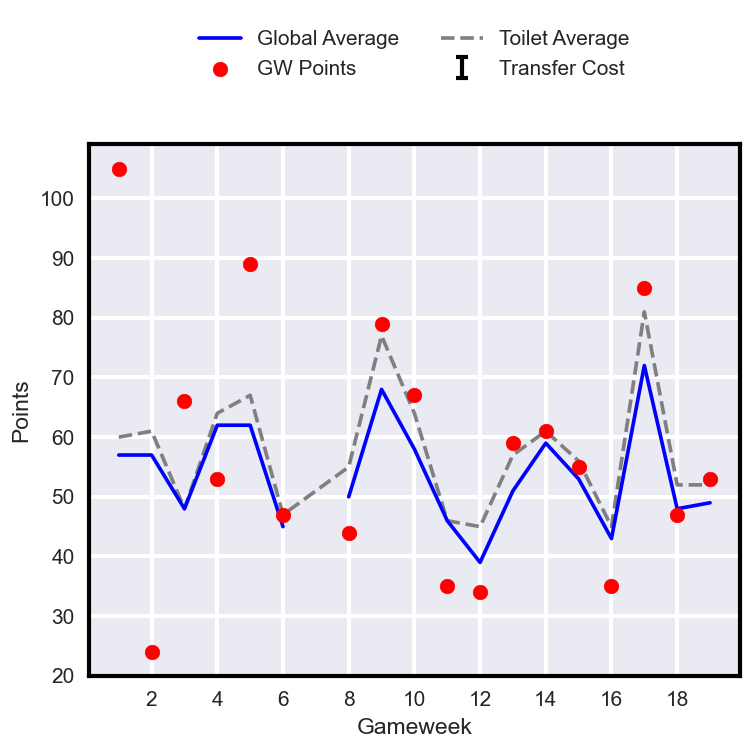 Global Average
Toilet Average
GW Points
Transfer Cost
Points
100
90
80
70
60
50
40
30
20
2 4 6 8 10 12 14 16 18
Gameweek